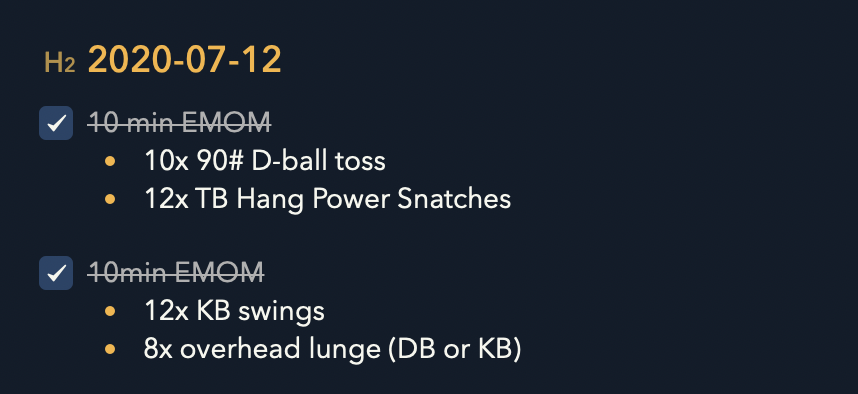 H2 2020-07-12
10 min EMOM
10x 90# D-ball toss
12x TB Hang Power Snatches
10min EMOM
12x KB swings
8x overhead lunge (DB or KB)